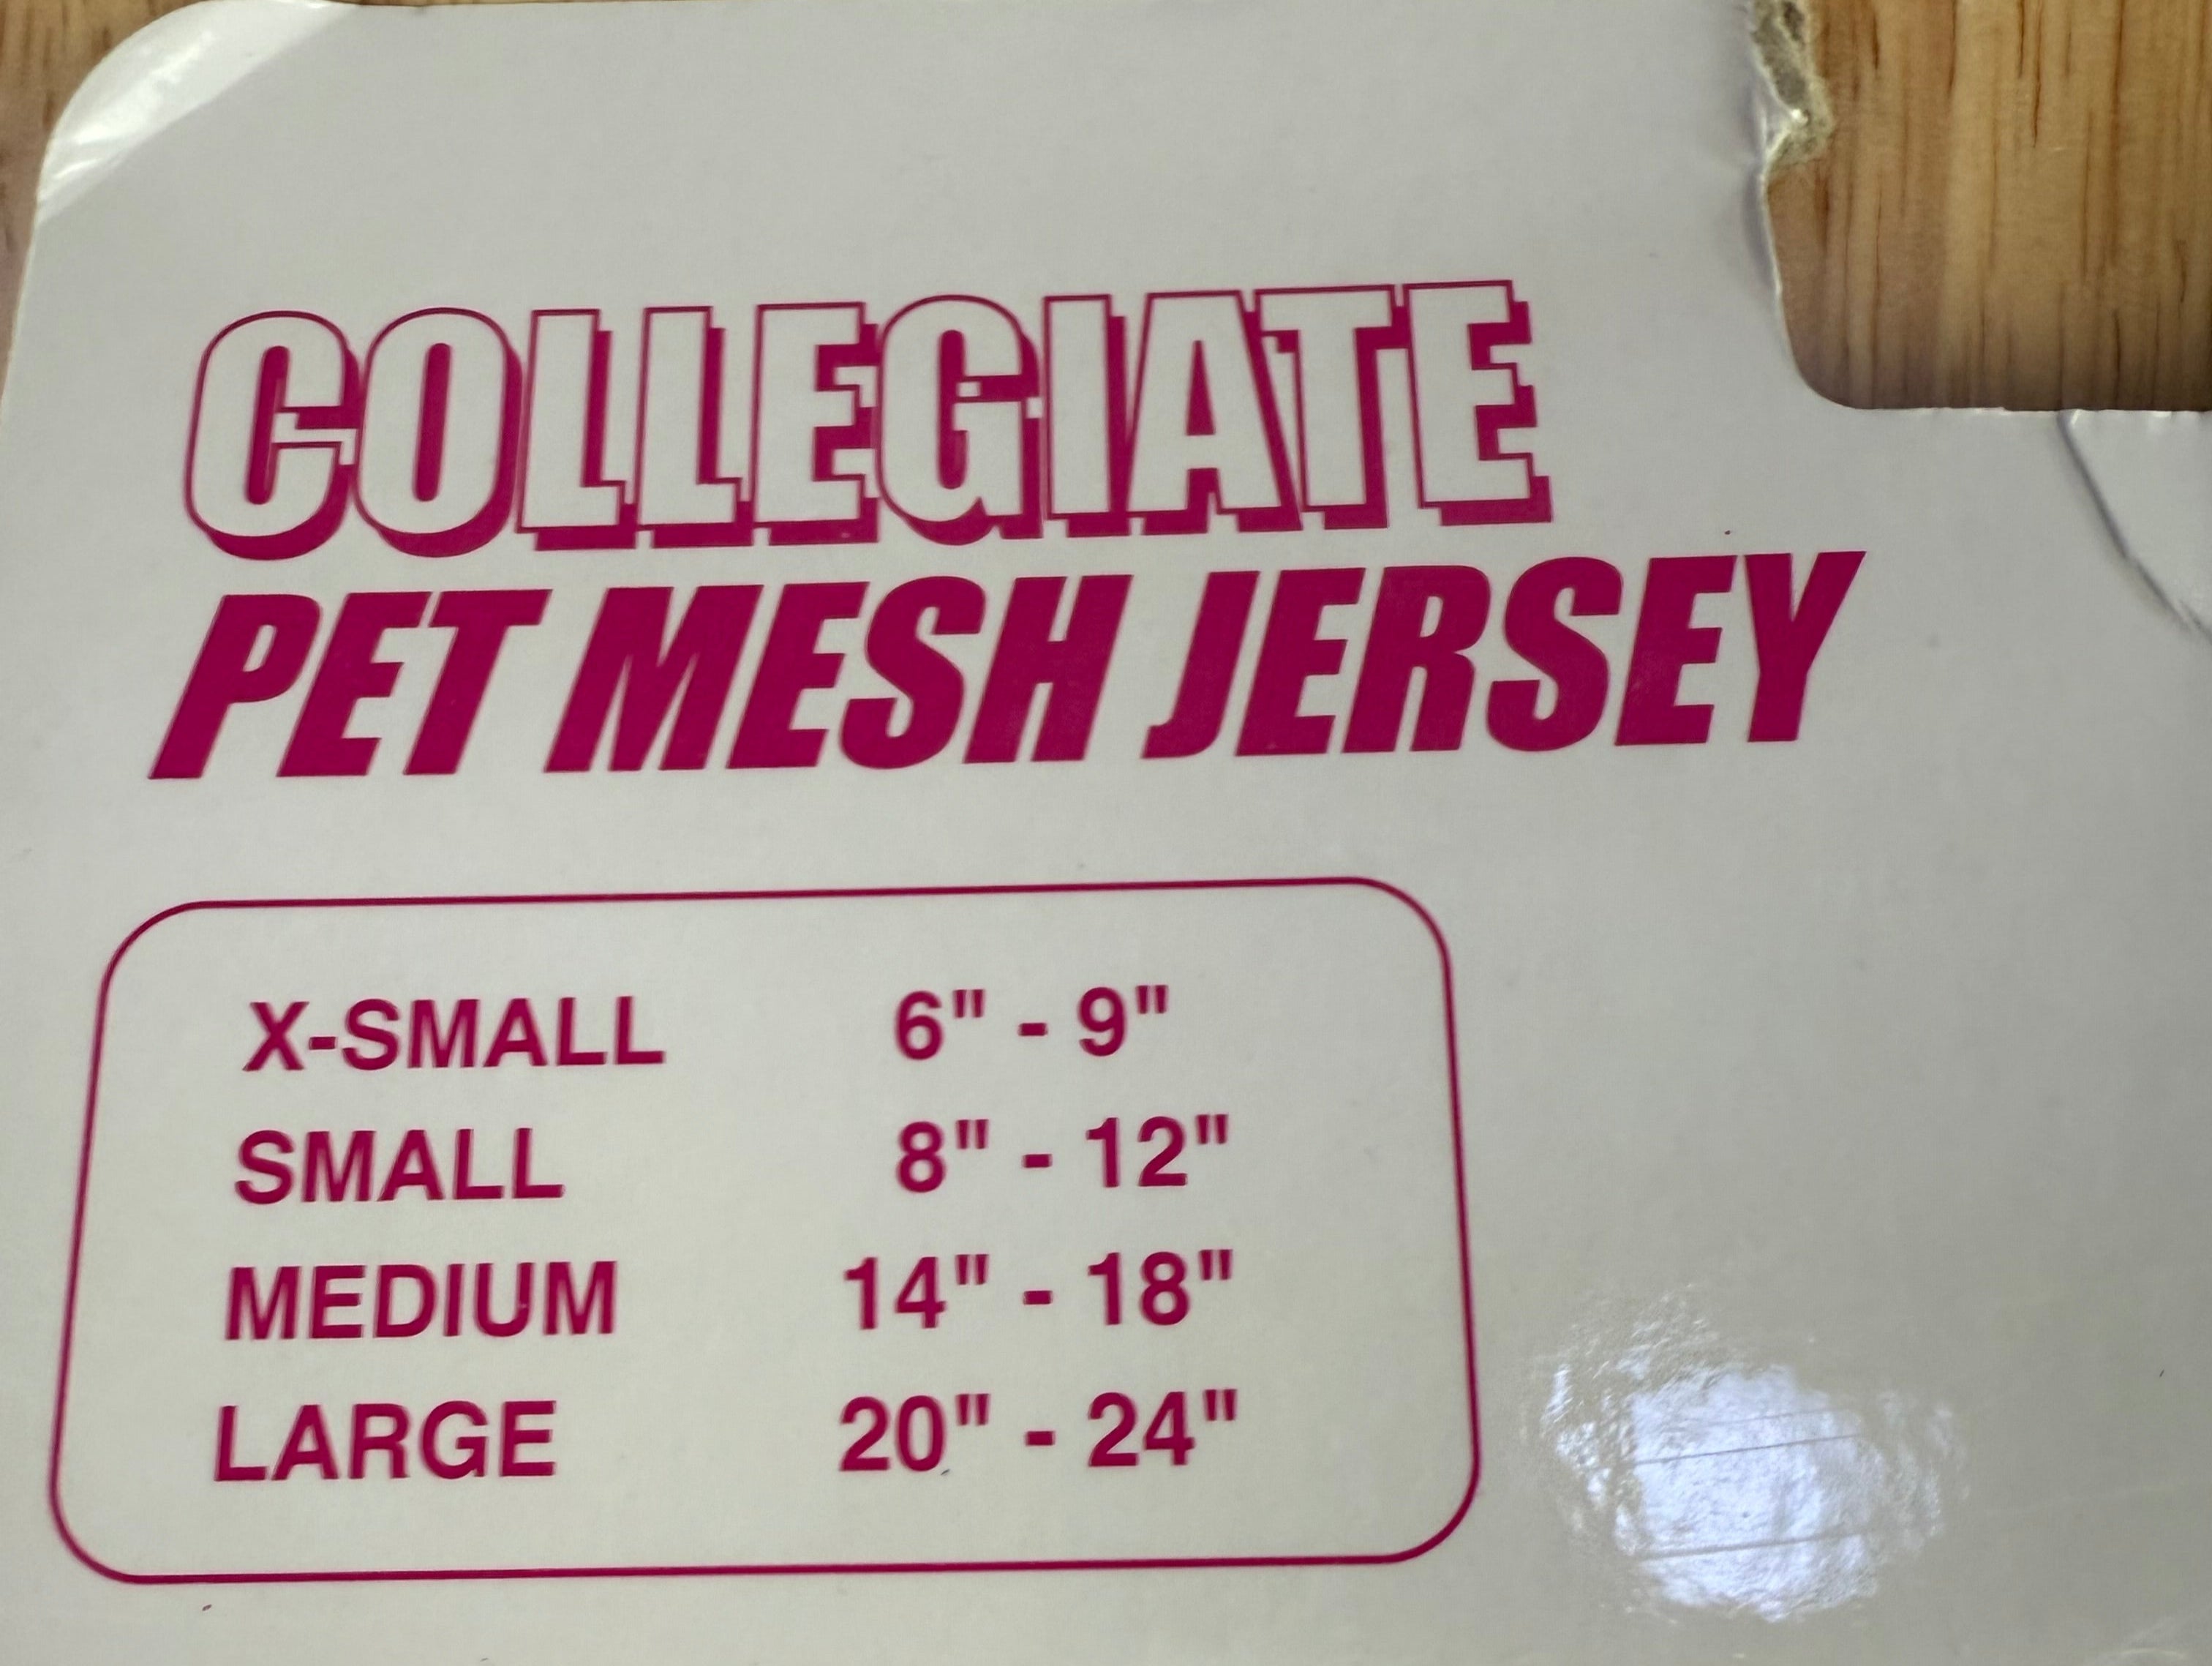 COLLEGIATE
PET MESH JERSEY
X-SMALL 6" - 9"
SMALL 8" - 12"
MEDIUM 14" - 18"
LARGE 20" - 24"